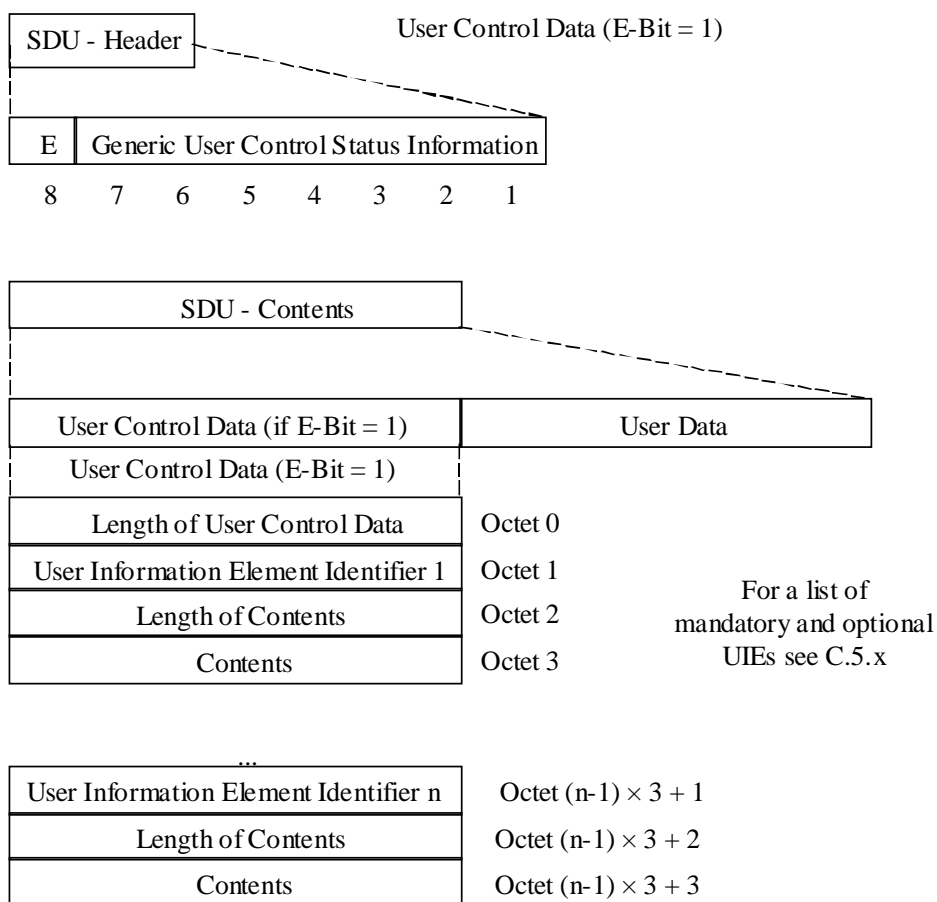 User Control Data (E-Bit = 1)
SDU - Header
E Generic User Control Status Information
8 7 6 5 4 3 2 1
SDU - Contents
User Control Data (if E-Bit = 1) User Data
User Control Data (E-Bit = 1)
Length of User Control Data Octet 0
User Information Element Identifier 1 Octet 1
Length of Contents Octet 2
Contents Octet 3
For a list of
mandatory and optional
UIEs see C.5.x
...
User Information Element Identifier n Octet (n-1) × 3 + 1
Length of Contents Octet (n-1) × 3 + 2
Contents Octet (n-1) × 3 + 3